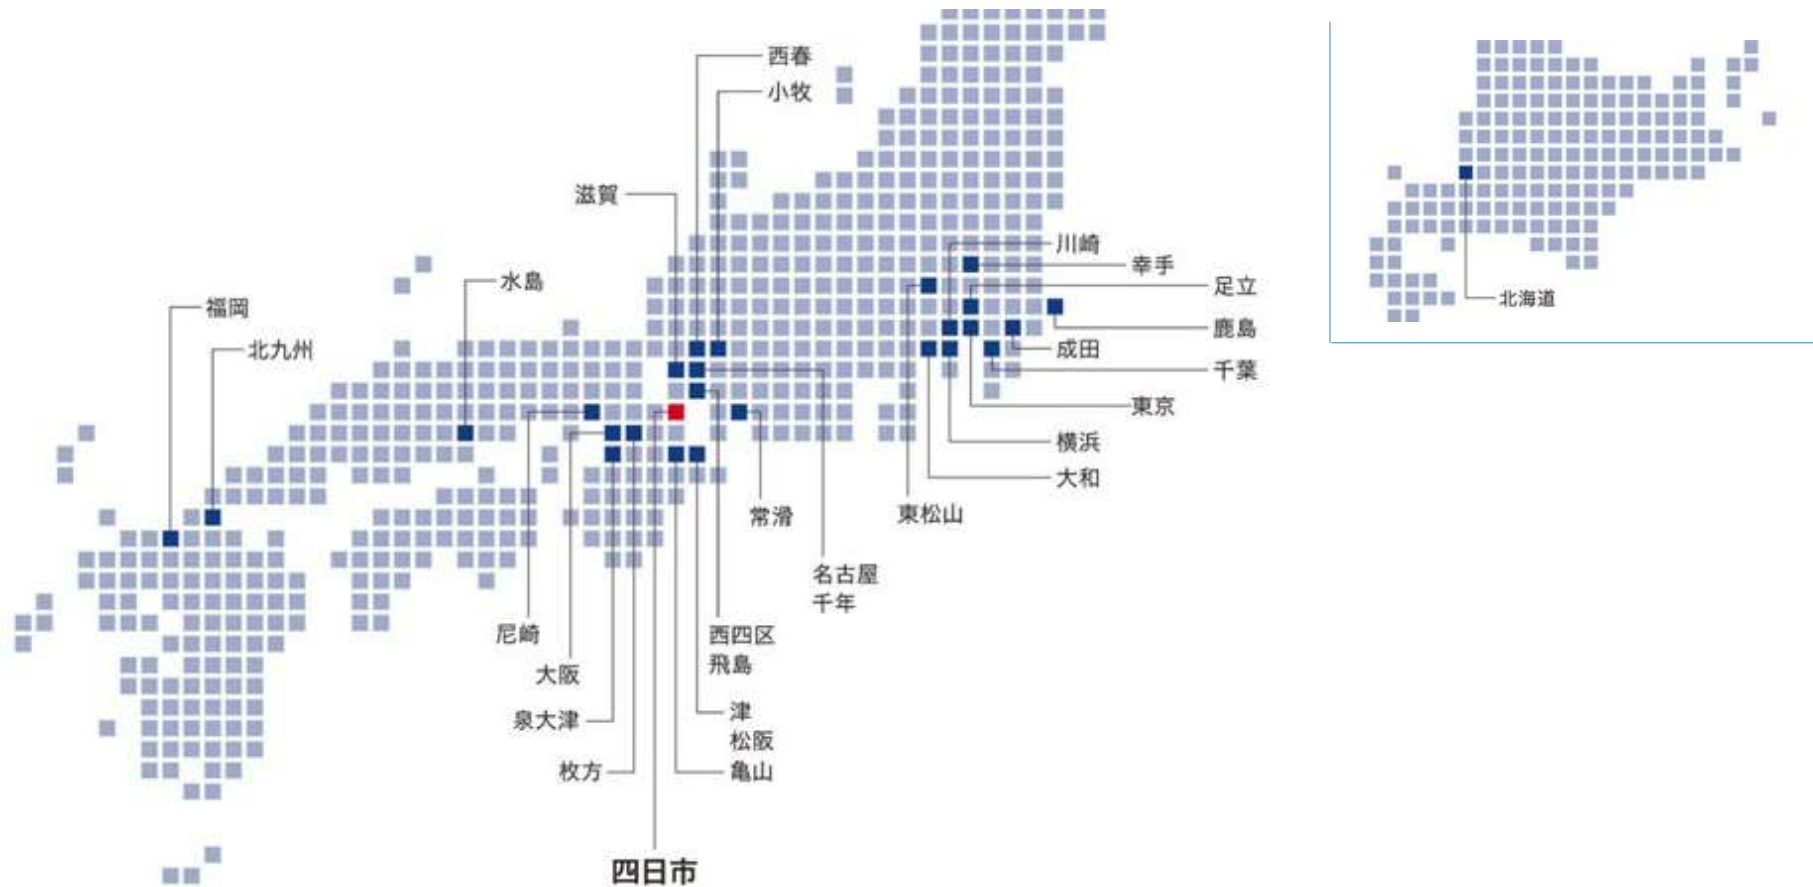 西春
小牧
滋賀
川崎
幸手
水島
足立
北海道
福岡
鹿島
北九州
成田
千葉
東京
横浜
大和
常滑
東松山
名古屋
千年
尼崎
西四区
飛島
大阪
泉大津
津
松阪
枚方
亀山
四日市